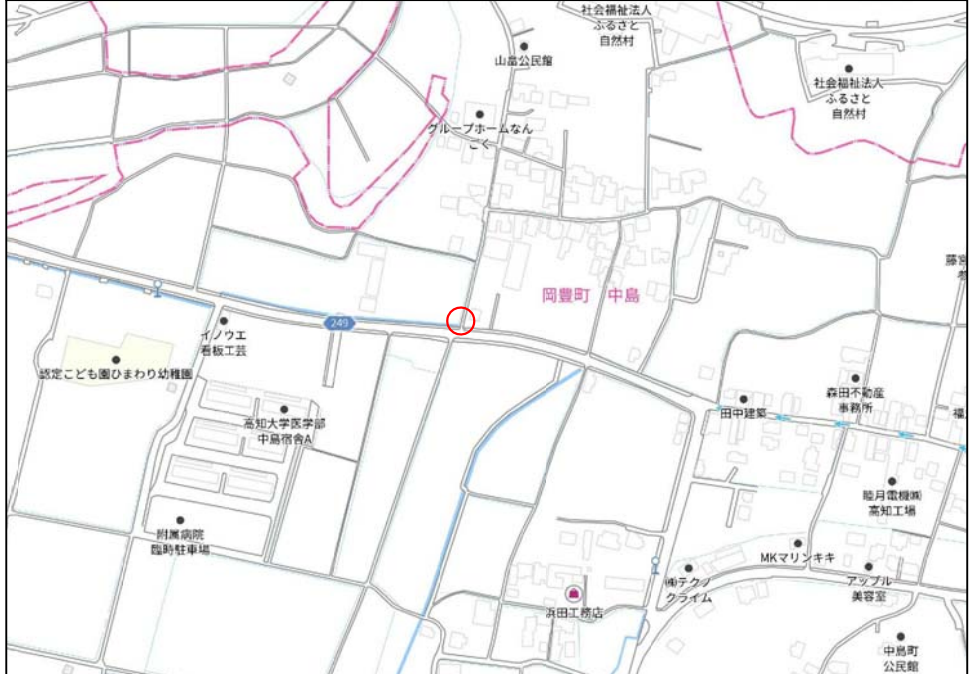 社会福祉法人
ふるさと
自然村
山畠公民館
社会福祉法人
ふるさと
自然村
グループホームなん
こく
岡豊町 中島
249
イノウエ
看板工芸
認定こども園ひまわり幼稚園
高知大学医学部
中島宿舎A
田中建築
森田不動産
事務所
睦月電機㈱
高知工場
附属病院
臨時駐車場
MKマリンキキ
㈱テクノ
クライム
アップル
美容室
浜田工務店
中島町
公民館